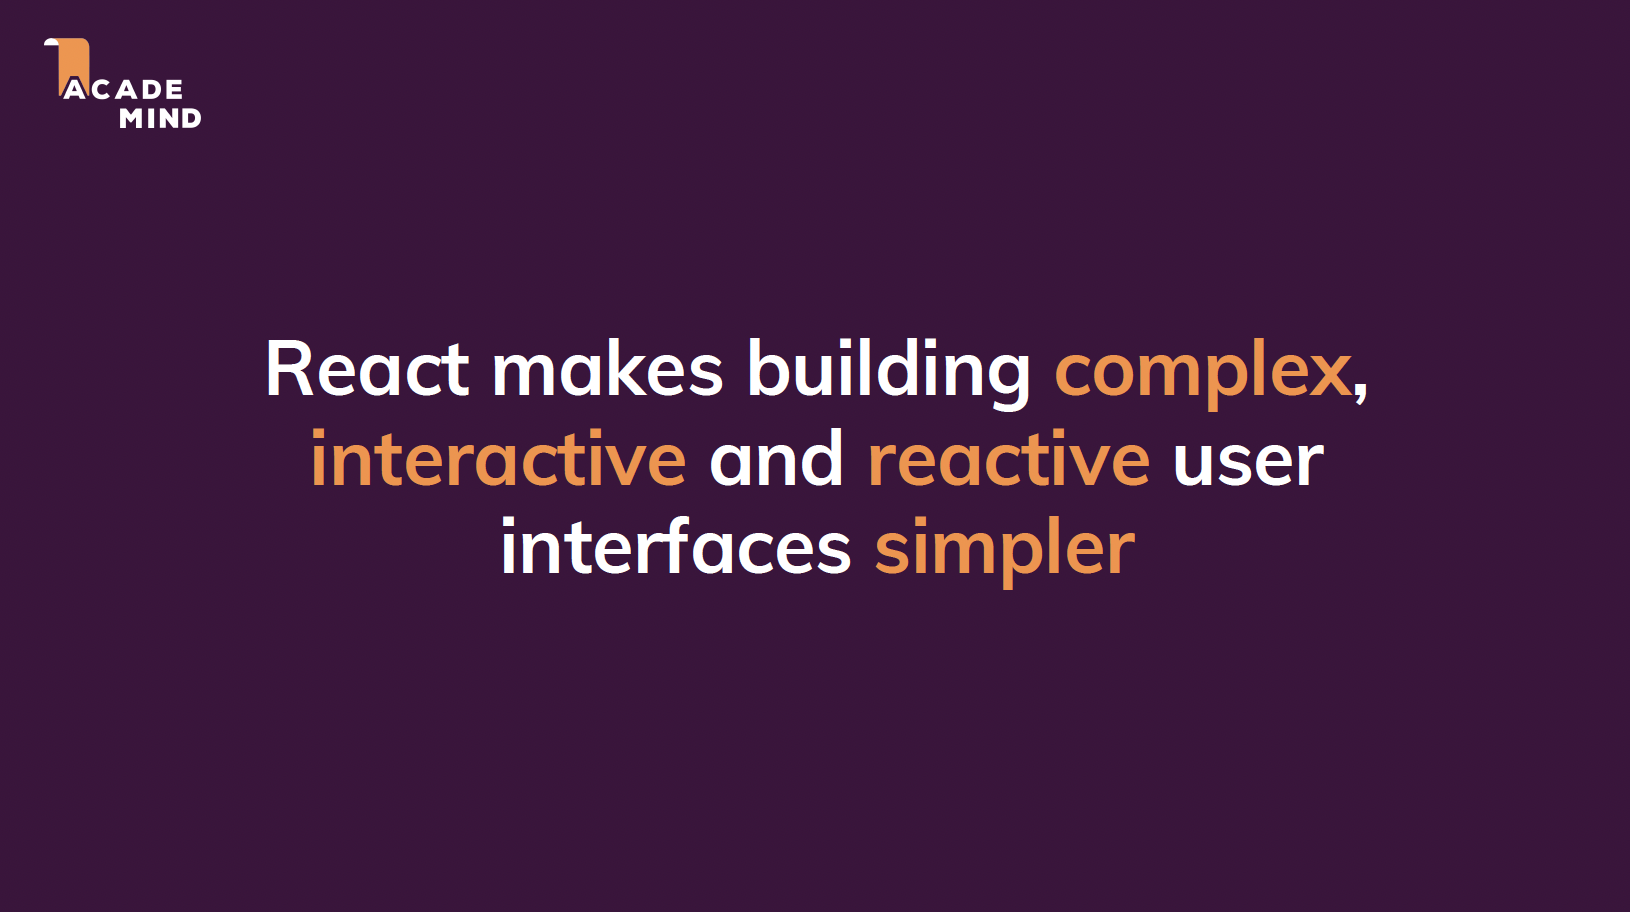 ACADE
MIND
React makes building complex,
interactive and reactive user
interfaces simpler